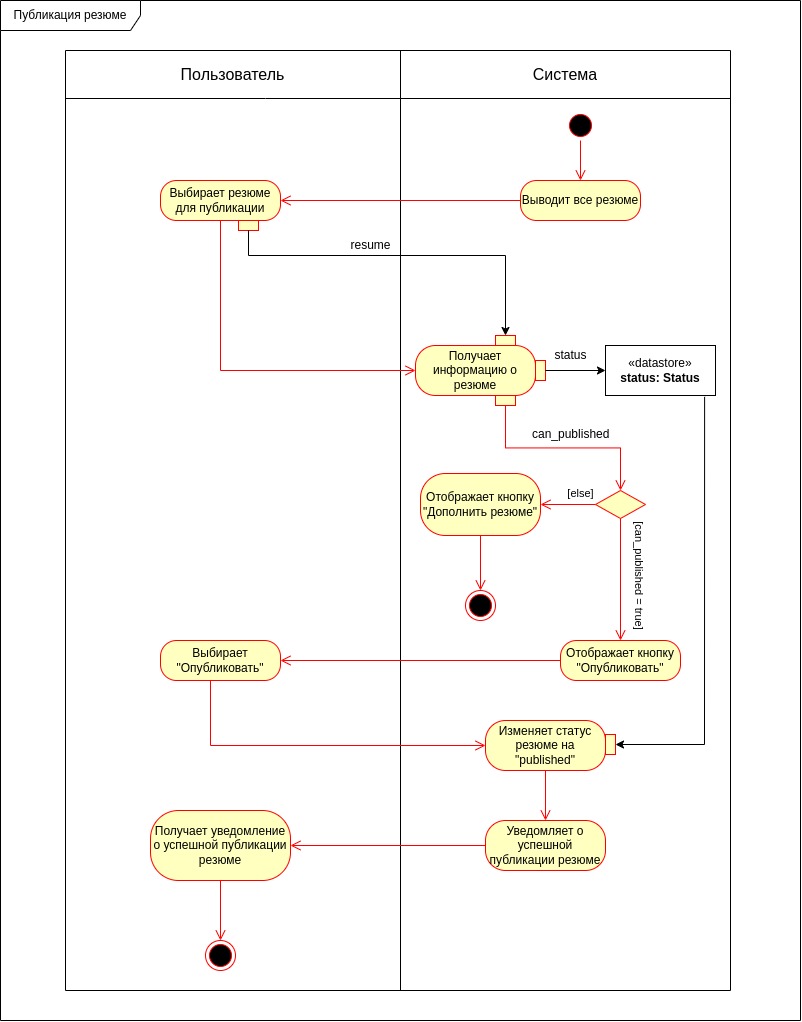 Публикация резюме
Пользователь
Система
Выбирает резюме
для публикации
Выводит все резюме
resume
Получает
информацию о
резюме
status
«datastore»
status: Status
can_published
Отображает кнопку
"Дополнить резюме"
[else]
[can_published = true]
Выбирает
"Опубликовать"
Отображает кнопку
"Опубликовать"
Изменяет статус
резюме на
"published"
Получает уведомление
о успешной публикации
резюме
Уведомляет о
успешной
публикации резюме